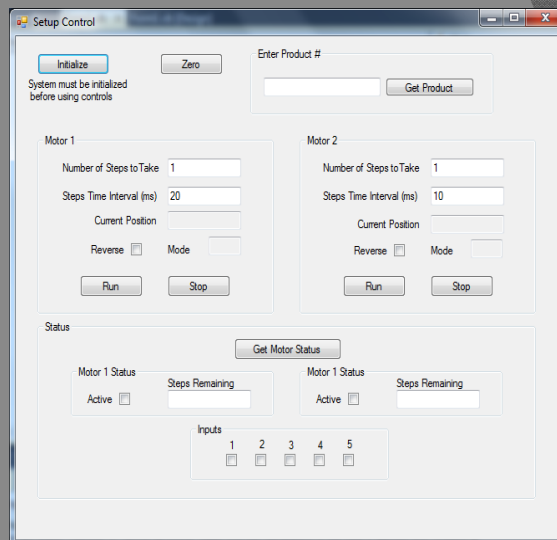 Setup Control
Initialize
Zero
System must be initialized
before using controls
Enter Product #
Get Product
Motor 1
Number of Steps to Take 1
Steps Time Interval (ms) 20
Current Position
Reverse Mode
Run Stop
Motor 2
Number of Steps to Take 1
Steps Time Interval (ms) 10
Current Position
Reverse Mode
Run Stop
Status
Get Motor Status
Motor 1 Status
Steps Remaining
Active
Motor 1 Status
Steps Remaining
Active
Inputs
1 2 3 4 5